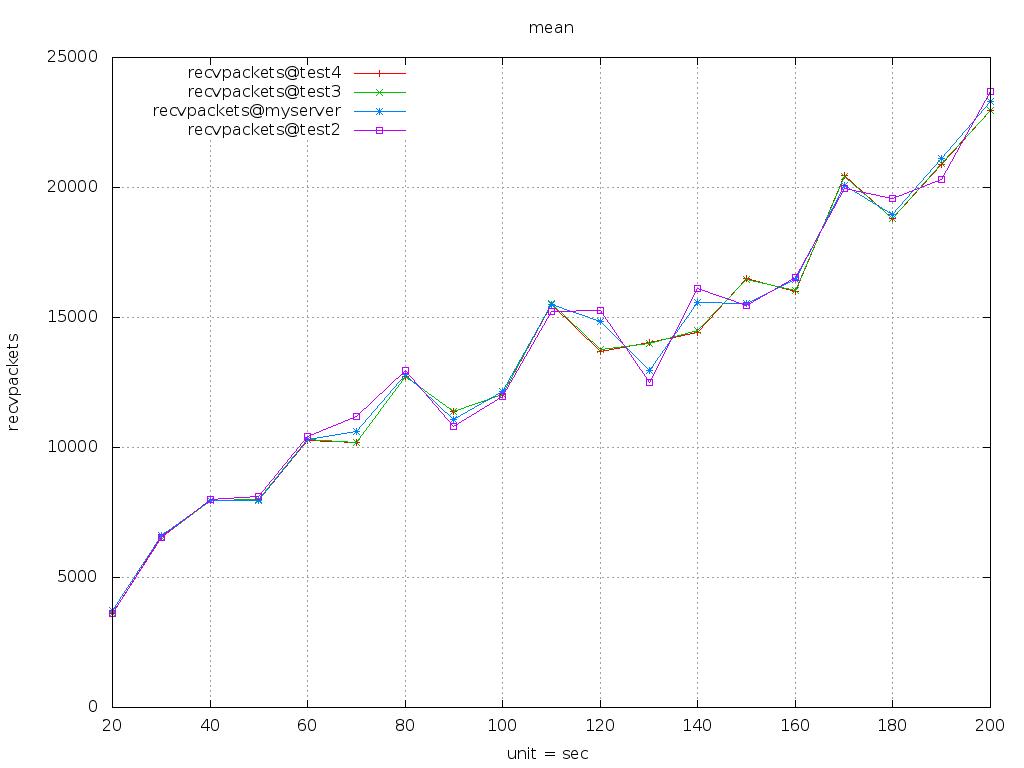 mean
25000
recvpackets@test4
recvpackets@test3
recvpackets@myserver
recvpackets@test2
20000
15000
recvpackets
10000
5000
0
20 40 60 80 100 120 140 160 180 200
unit = sec